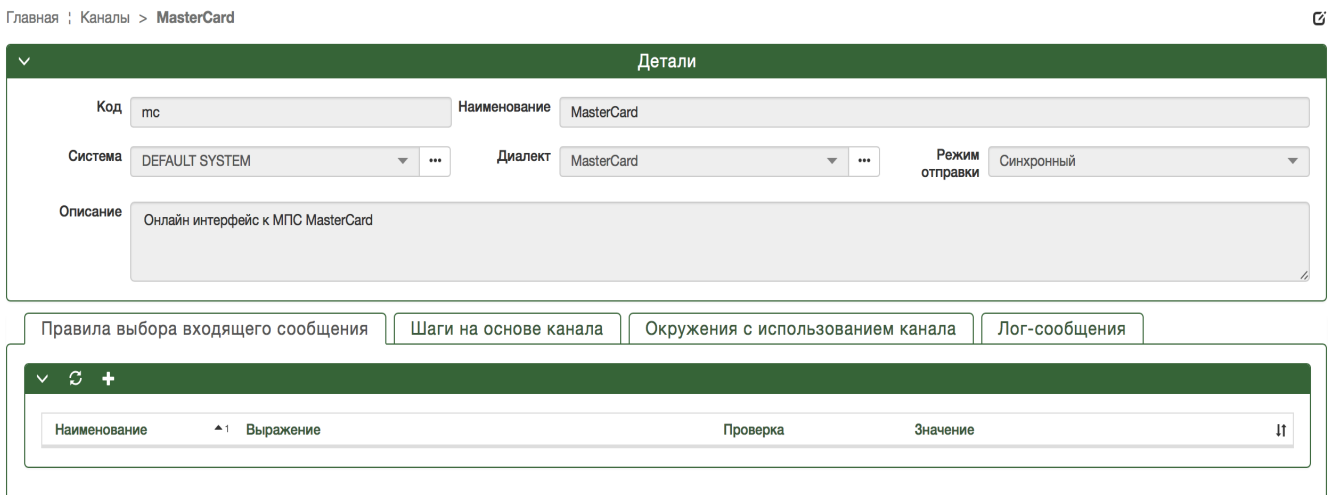 Главная ¦ Каналы > MasterCard
Детали
Код mc Наименование MasterCard
Система DEFAULT SYSTEM ••• Диалект MasterCard ••• Режим отправки Синхронный
Описание Онлайн интерфейс к МПС MasterCard
Правила выбора входящего сообщения Шаги на основе канала Окружения с использованием канала Лог-сообщения
Наименование 1 Выражение Проверка Значение